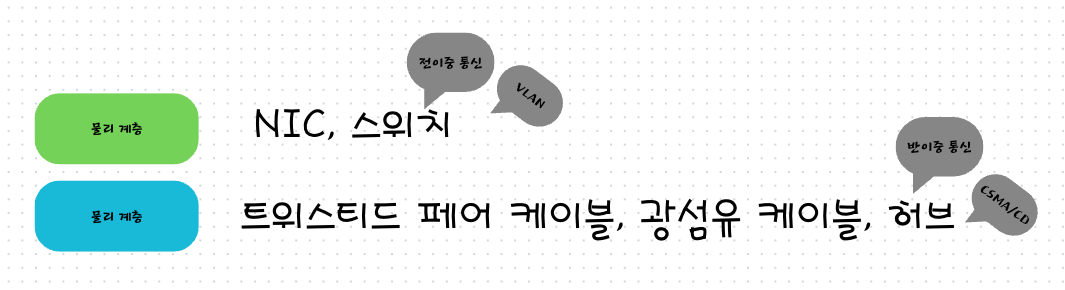 전이중 통신
VLAN
물리 계층
NIC, 스위치
반이중 통신
CSMA/CD
물리 계층
트위스티드 페어 케이블, 광섬유 케이블, 허브